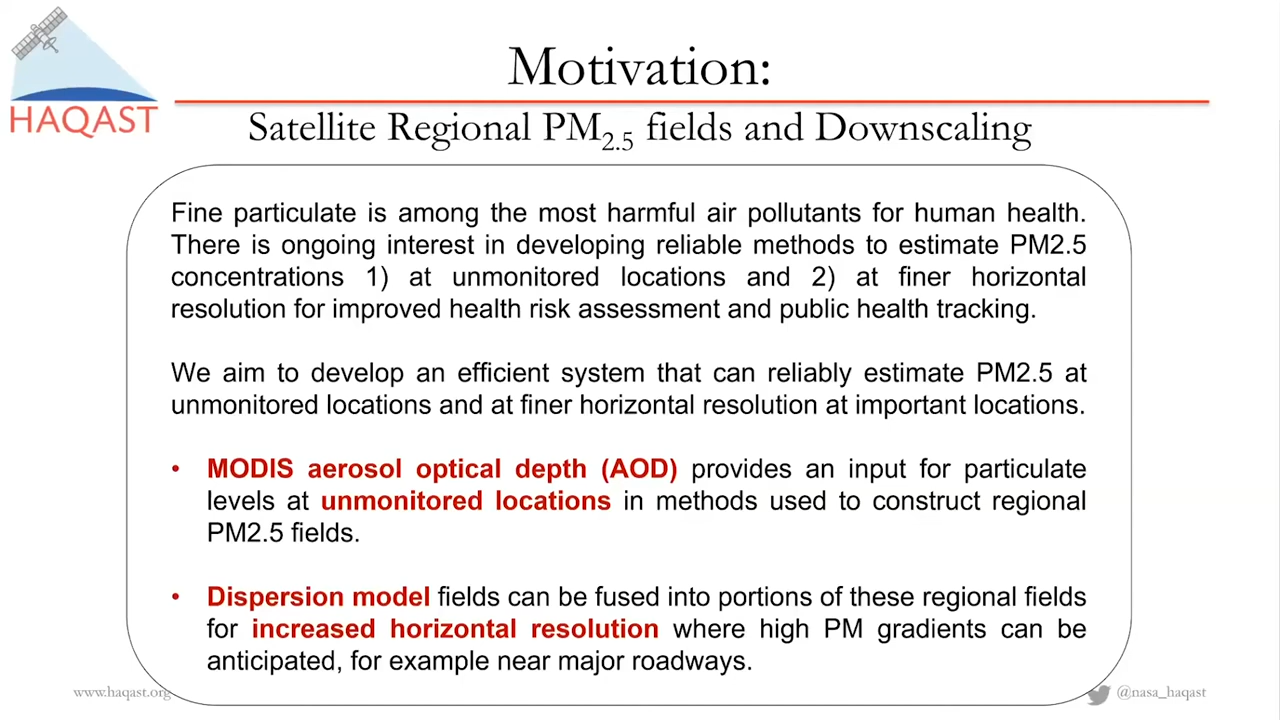 HAQAST
Motivation:
Satellite Regional PM2.5 fields and Downscaling
Fine particulate is among the most harmful air pollutants for human health.
There is ongoing interest in developing reliable methods to estimate PM2.5
concentrations 1) at unmonitored locations and 2) at finer horizontal
resolution for improved health risk assessment and public health tracking.
We aim to develop an efficient system that can reliably estimate PM2.5 at
unmonitored locations and at finer horizontal resolution at important locations.
• MODIS aerosol optical depth (AOD) provides an input for particulate
levels at unmonitored locations in methods used to construct regional
PM2.5 fields.
• Dispersion model fields can be fused into portions of these regional fields
for increased horizontal resolution where high PM gradients can be
anticipated, for example near major roadways.
www.haqast.org
@nasa_haqast